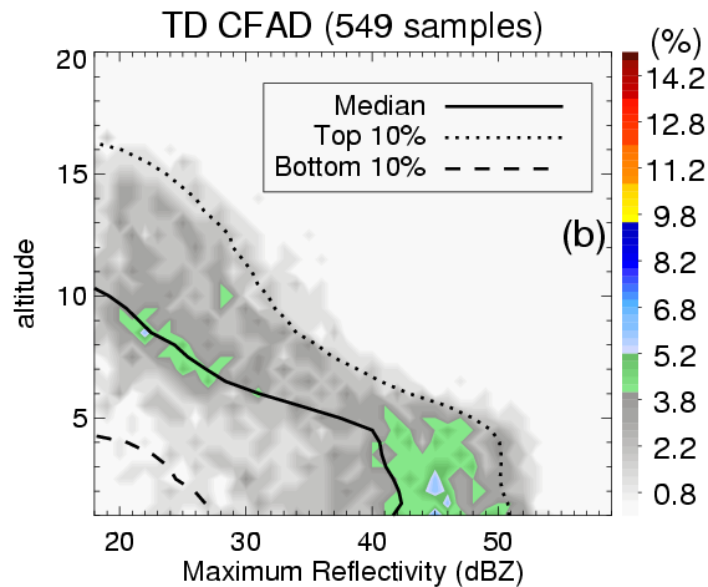 TD CFAD (549 samples)
(%)
20
15
10
5
altitude
Median
Top 10%
Bottom 10%
(b)
14.2
12.8
11.2
9.8
8.2
6.8
5.2
3.8
2.2
0.8
20 30 40 50
Maximum Reflectivity (dBZ)